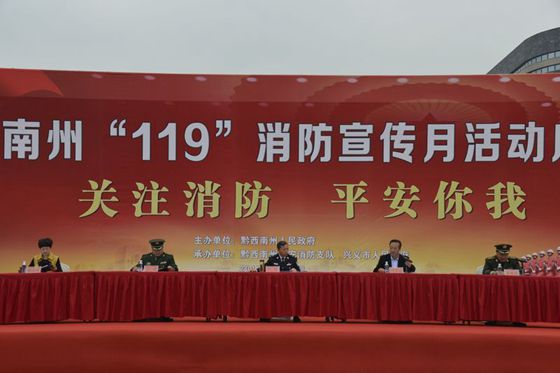 南州“119”消防宣传月活动
关注消防 平安你我
主办单位：黔西南州人民政府
承办单位：黔西南州 消防支队 兴义市人